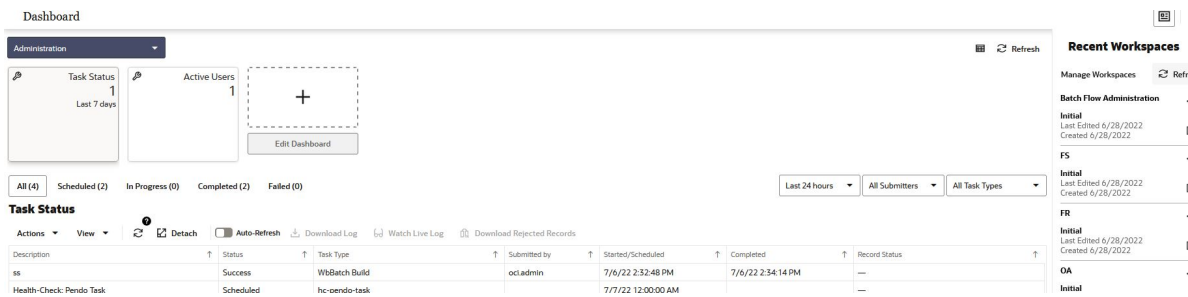 Dashboard
Administration
Refresh
Task Status
1
Last 7 days
Active Users
1
+
Edit Dashboard
All (4) Scheduled (2) In Progress (0) Completed (2) Failed (0)
Last 24 hours All Submitters All Task Types
Task Status
?
Actions View Detach Auto-Refresh Download Log Watch Live Log Download Rejected Records
Description Status Task Type Submitted by Started/Scheduled Completed Record Status
ss Success WbBatch Build oci.admin 7/6/22 2:32:48 PM 7/6/22 2:34:14 PM —
Health-Check: Pendo Task Scheduled hc-pendo-task 7/7/22 12:00:00 AM —
Recent Workspaces
Manage Workspaces Refr
Batch Flow Administration
Initial
Last Edited 6/28/2022
Created 6/28/2022
FS
Initial
Last Edited 6/28/2022
Created 6/28/2022
FR
Initial
Last Edited 6/28/2022
Created 6/28/2022
OA
Initial